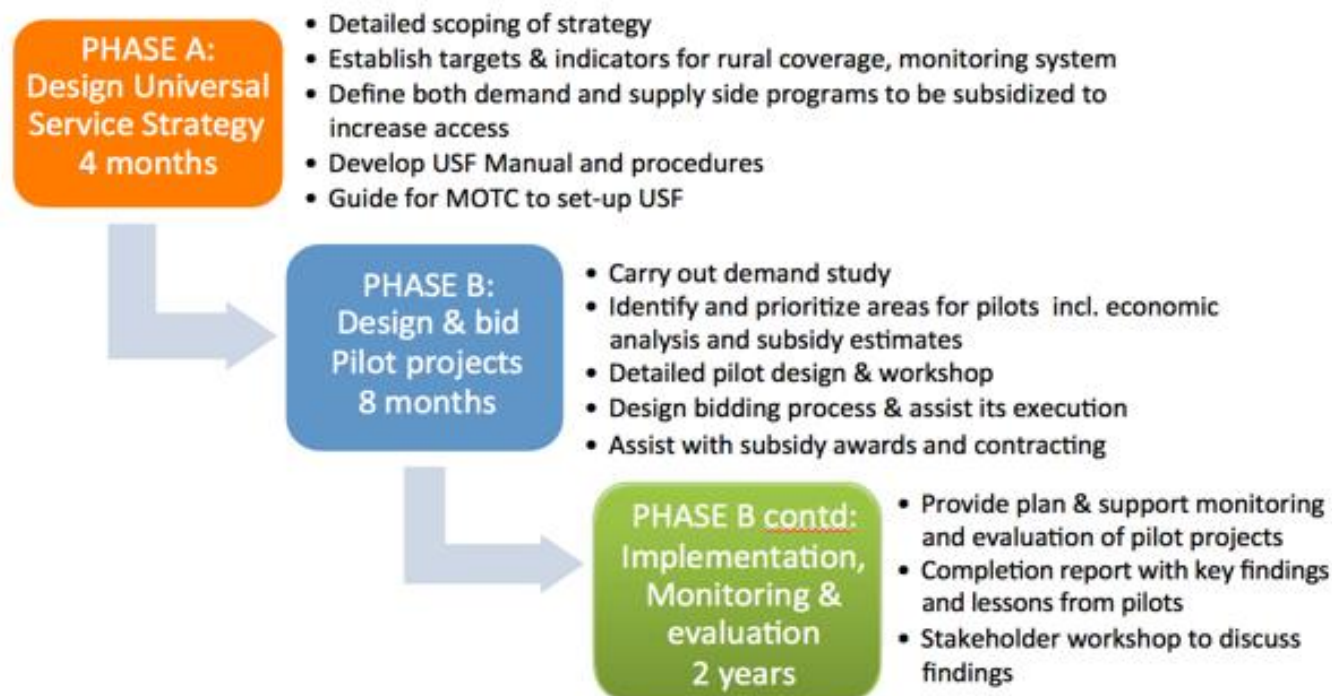 PHASE A:
Design Universal
Service Strategy
4 months
• Detailed scoping of strategy
• Establish targets & indicators for rural coverage, monitoring system
• Define both demand and supply side programs to be subsidized to
increase access
• Develop USF Manual and procedures
• Guide for MOTC to set-up USF
PHASE B:
Design & bid
Pilot projects
8 months
• Carry out demand study
• Identify and prioritize areas for pilots incl. economic
analysis and subsidy estimates
• Detailed pilot design & workshop
• Design bidding process & assist its execution
• Assist with subsidy awards and contracting
PHASE B contd:
Implementation,
Monitoring &
evaluation
2 years
• Provide plan & support monitoring
and evaluation of pilot projects
• Completion report with key findings
and lessons from pilots
• Stakeholder workshop to discuss
findings